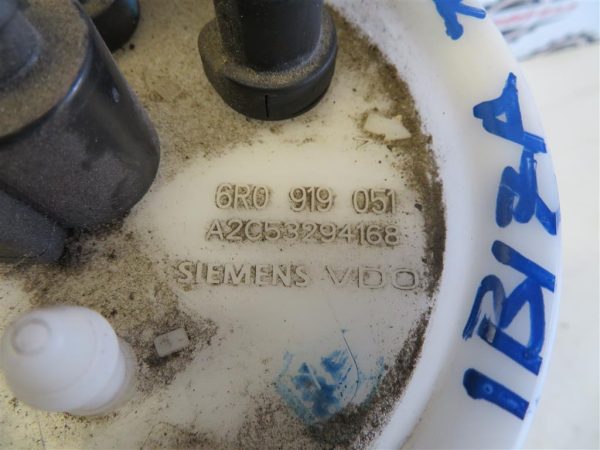 6R0 919 051
A2C53294168
SIEMENS VDO
IBIZA